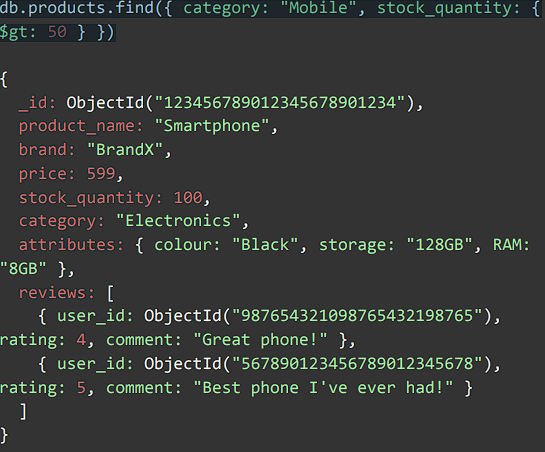 db.products.find({ category: "Mobile", stock_quantity: {
$gt: 50 } })
{
_id: ObjectId("123456789012345678901234"),
product_name: "Smartphone",
brand: "BrandX",
price: 599,
stock_quantity: 100,
category: "Electronics",
attributes: { colour: "Black", storage: "128GB", RAM:
"8GB" },
reviews: [
{ user_id: ObjectId("987654321098765432198765"),
rating: 4, comment: "Great phone!" },
{ user_id: ObjectId("567890123456789012345678"),
rating: 5, comment: "Best phone I've ever had!" }
]
}